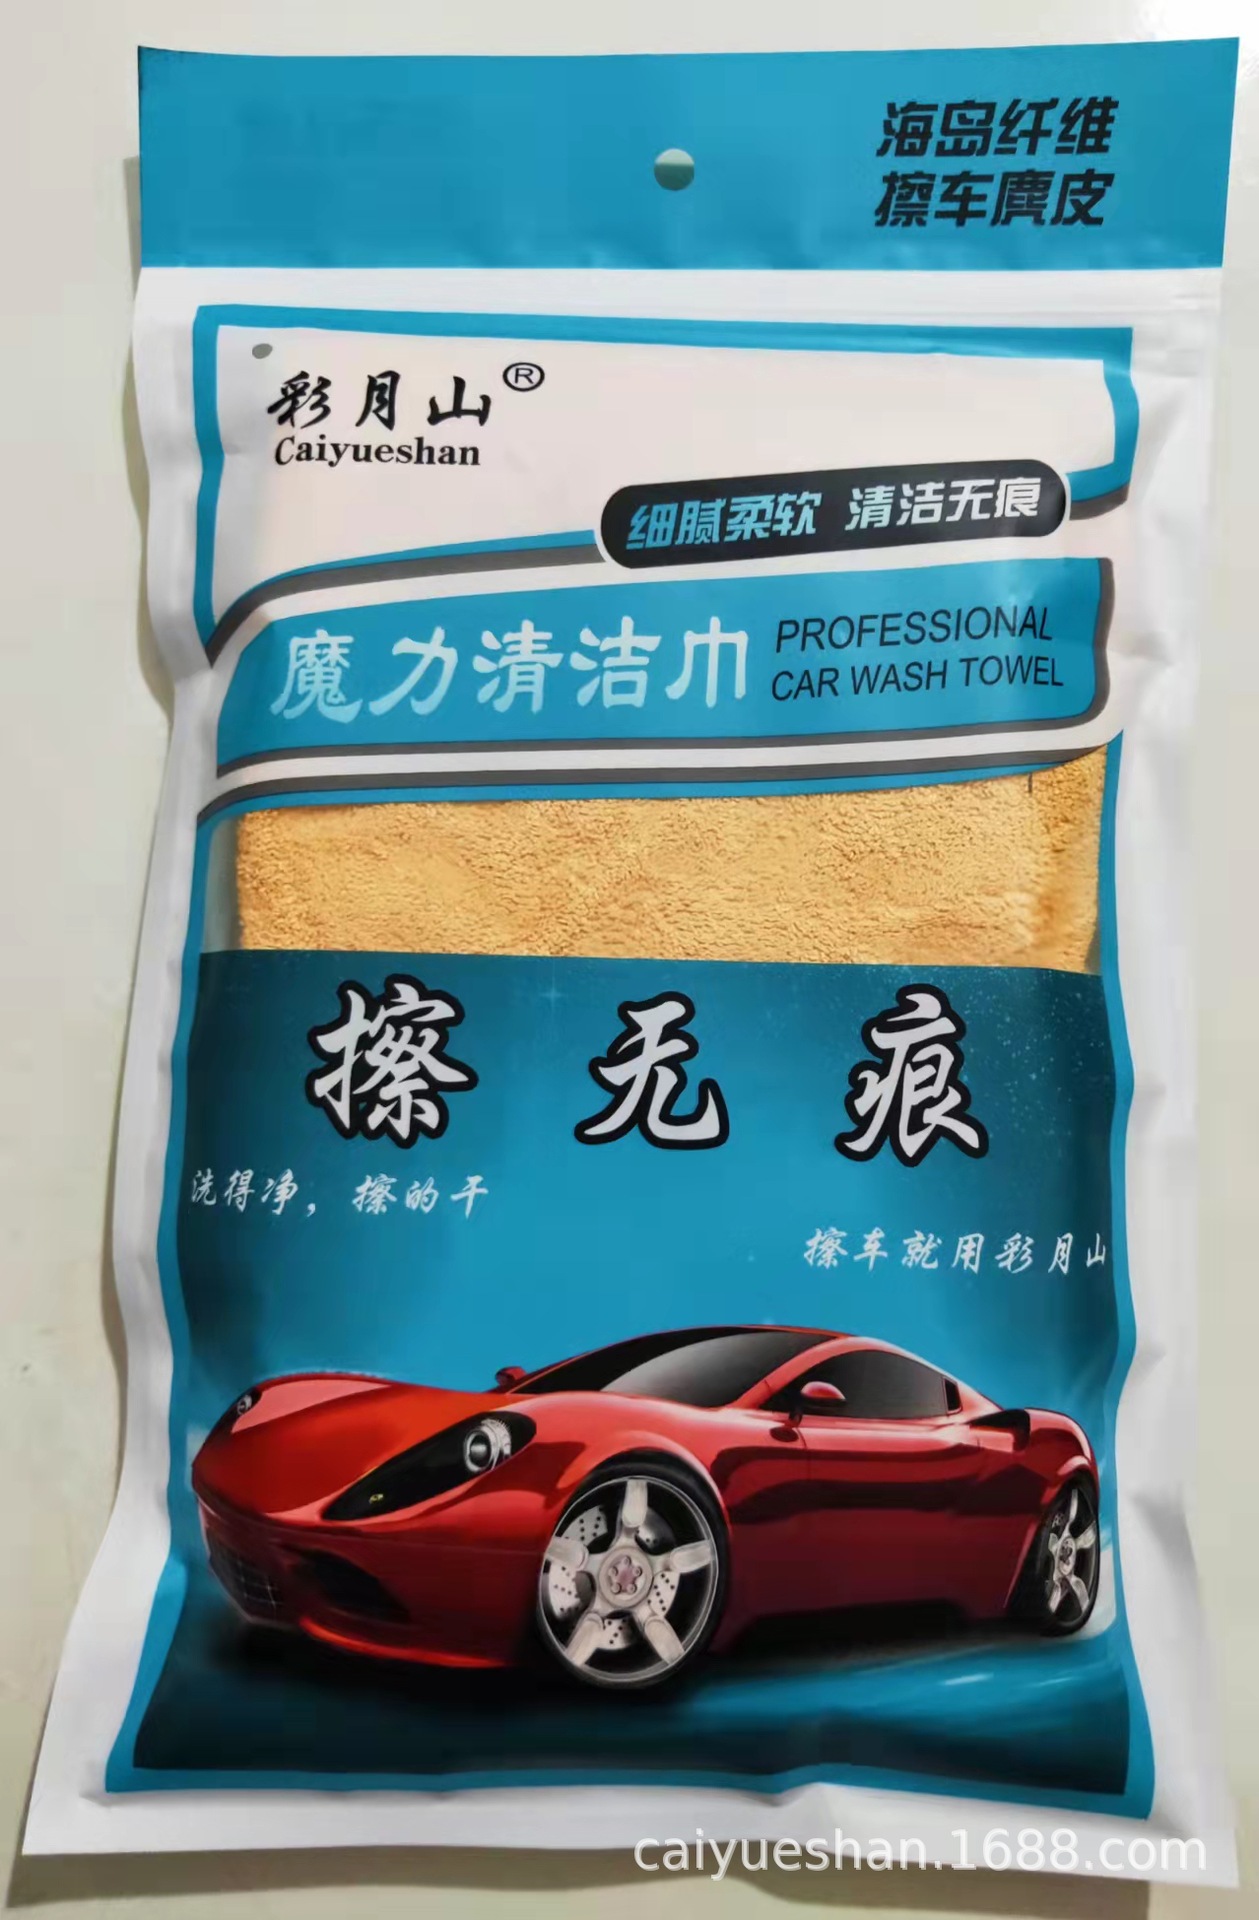 海岛纤维
擦车麂皮
彩月山®
Caiyueshan
细腻柔软 清洁无痕
魔力清洁巾
PROFESSIONAL
CAR WASH TOWEL
擦无痕
洗得净，擦的干
擦车就用彩月山
caiyueshan.1688.com